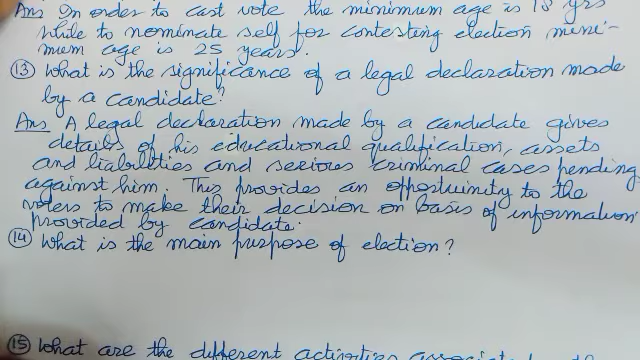 Ans In order to cast vote the minimum age is 18 yrs
while to nominate self for contesting election mini-
mum age is 25 years.
13 What is the significance of a legal declaration made
by a candidate?
Ans A legal declaration made by a candidate gives
details of his educational qualification, assets
and liabilities and serious criminal cases pending
against him. This provides an opportuinity to the
voters to make their decision on basis of information
provided by candidate.
14 What is the main purpose of election?
15 What are the different activities associated